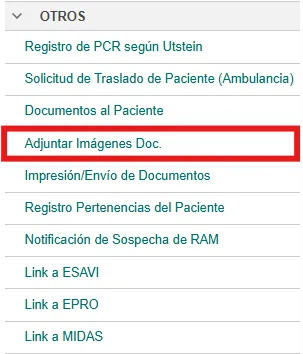 OTROS
Registro de PCR según Utstein
Solicitud de Traslado de Paciente (Ambulancia)
Documentos al Paciente
Adjuntar Imágenes Doc.
Impresión/Envío de Documentos
Registro Pertenencias del Paciente
Notificación de Sospecha de RAM
Link a ESAVI
Link a EPRO
Link a MIDAS